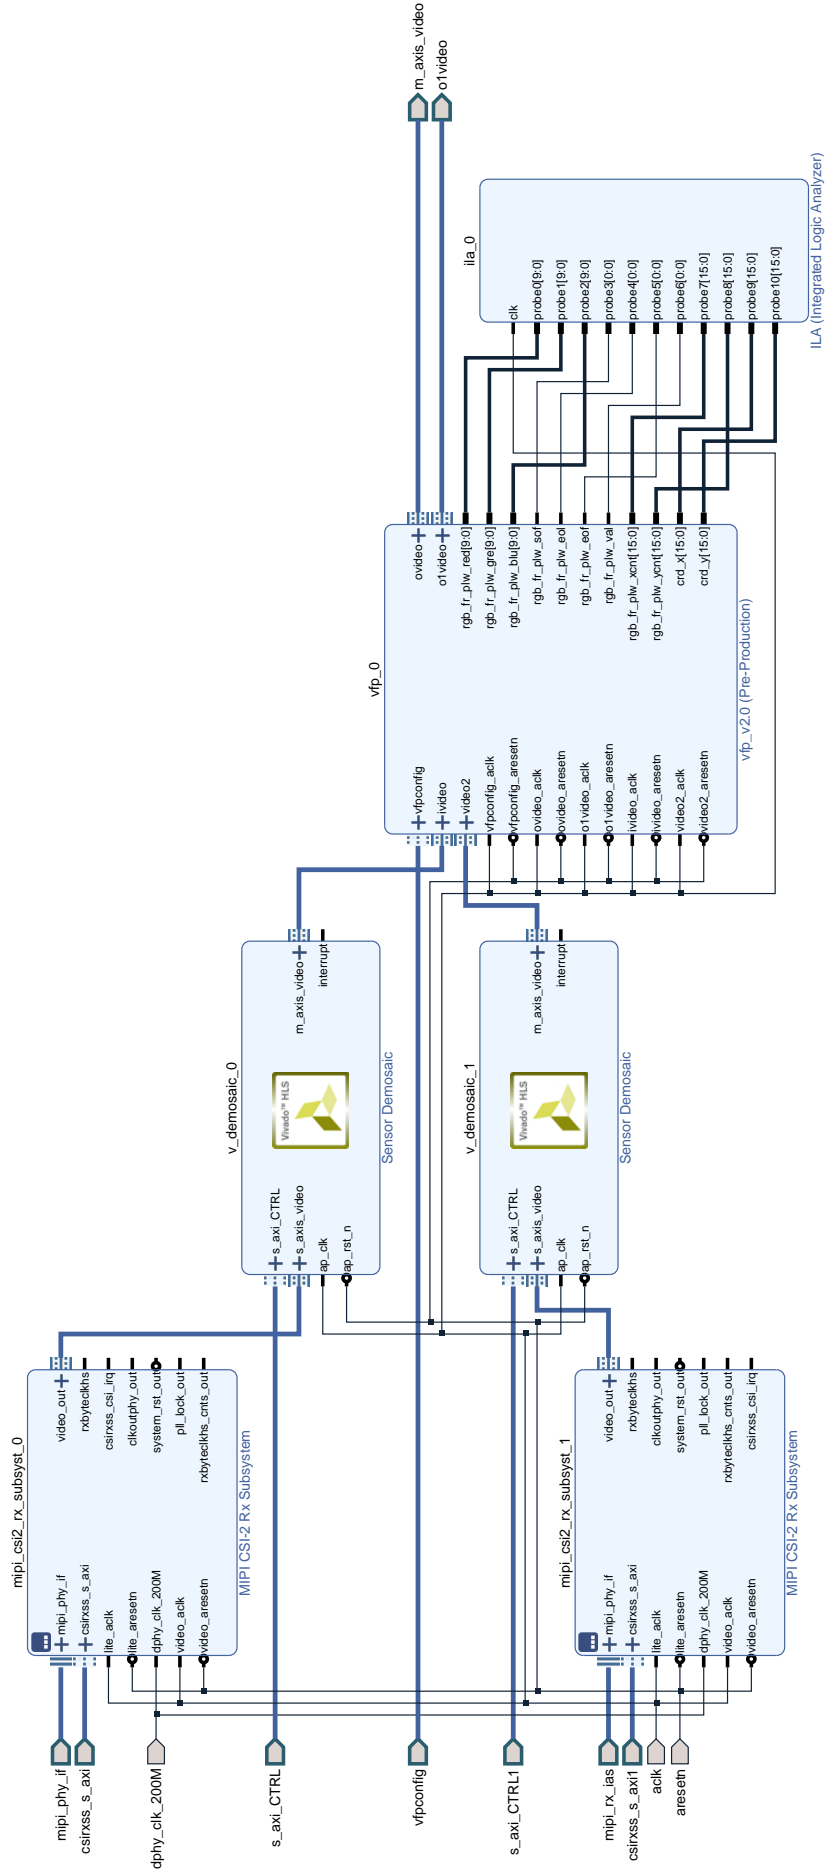 mipi_phy_if
csirxss_s_axi
dphy_clk_200M
s_axi_CTRL
vfpconfig
s_axi_CTRL1
mipi_rx_ias
csirxss_s_axi1
aclk
aresetn
mipi_csi2_rx_subsyst_0
mipi_phy_if
csirxss_s_axi
lite_aclk
lite_aresetn
dphy_clk_200M
video_aclk
video_aresetn
video_out
rxbyteclkhs
csirxss_csi_irq
clkoutphy_out
system_rst_out
pll_lock_out
rxbyteclkhs_cnts_out
MIPI CSI-2 Rx Subsystem
mipi_csi2_rx_subsyst_1
mipi_phy_if
csirxss_s_axi
lite_aclk
lite_aresetn
dphy_clk_200M
video_aclk
video_aresetn
video_out
rxbyteclkhs
clkoutphy_out
system_rst_out
pll_lock_out
rxbyteclkhs_cnts_out
csirxss_csi_irq
MIPI CSI-2 Rx Subsystem
v_demosaic_0
s_axi_CTRL
s_axis_video
ap_clk
ap_rst_n
Vivado™ HLS
m_axis_video
interrupt
Sensor Demosaic
v_demosaic_1
s_axi_CTRL
s_axis_video
ap_clk
ap_rst_n
Vivado™ HLS
m_axis_video
interrupt
Sensor Demosaic
vfp_0
vfpconfig
ivideo
video2
vfpconfig_aclk
vfpconfig_aresetn
ovideo_aclk
ovideo_aresetn
o1video_aclk
o1video_aresetn
ivideo_aclk
ivideo_aresetn
video2_aclk
video2_aresetn
ovideo
o1video
rgb_fr_plw_red[9:0]
rgb_fr_plw_gre[9:0]
rgb_fr_plw_blu[9:0]
rgb_fr_plw_sof
rgb_fr_plw_eol
rgb_fr_plw_eof
rgb_fr_plw_val
rgb_fr_plw_xcnt[15:0]
rgb_fr_plw_ycnt[15:0]
crd_x[15:0]
crd_y[15:0]
vfp_v2.0 (Pre-Production)
ila_0
clk
probe0[9:0]
probe1[9:0]
probe2[9:0]
probe3[0:0]
probe4[0:0]
probe5[0:0]
probe6[0:0]
probe7[15:0]
probe8[15:0]
probe9[15:0]
probe10[15:0]
ILA (Integrated Logic Analyzer)
m_axis_video
o1video